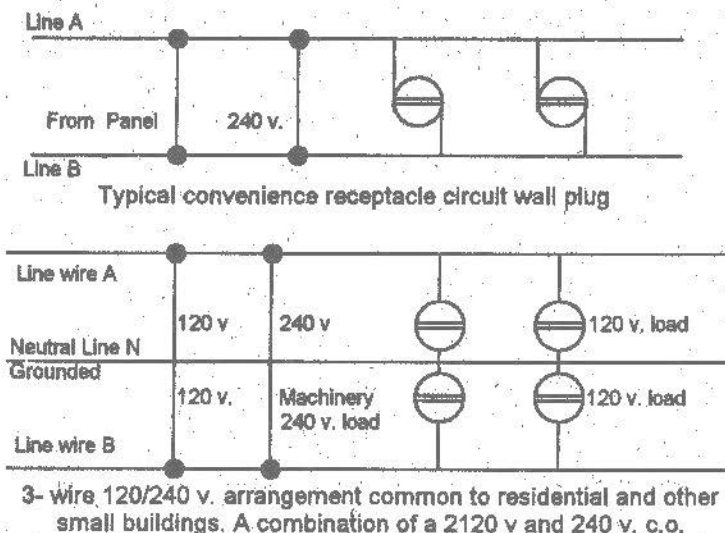 Line A
From Panel 240 v.
Line B
Typical convenience receptacle circuit wall plug
Line wire A
120 v 240 v 120 v. load
Neutral Line N
Grounded
120 v. Machinery 120 v. load
240 v. load
Line wire B
3- wire 120/240 v. arrangement common to residential and other
small buildings. A combination of a 2120 v and 240 v. c.o.